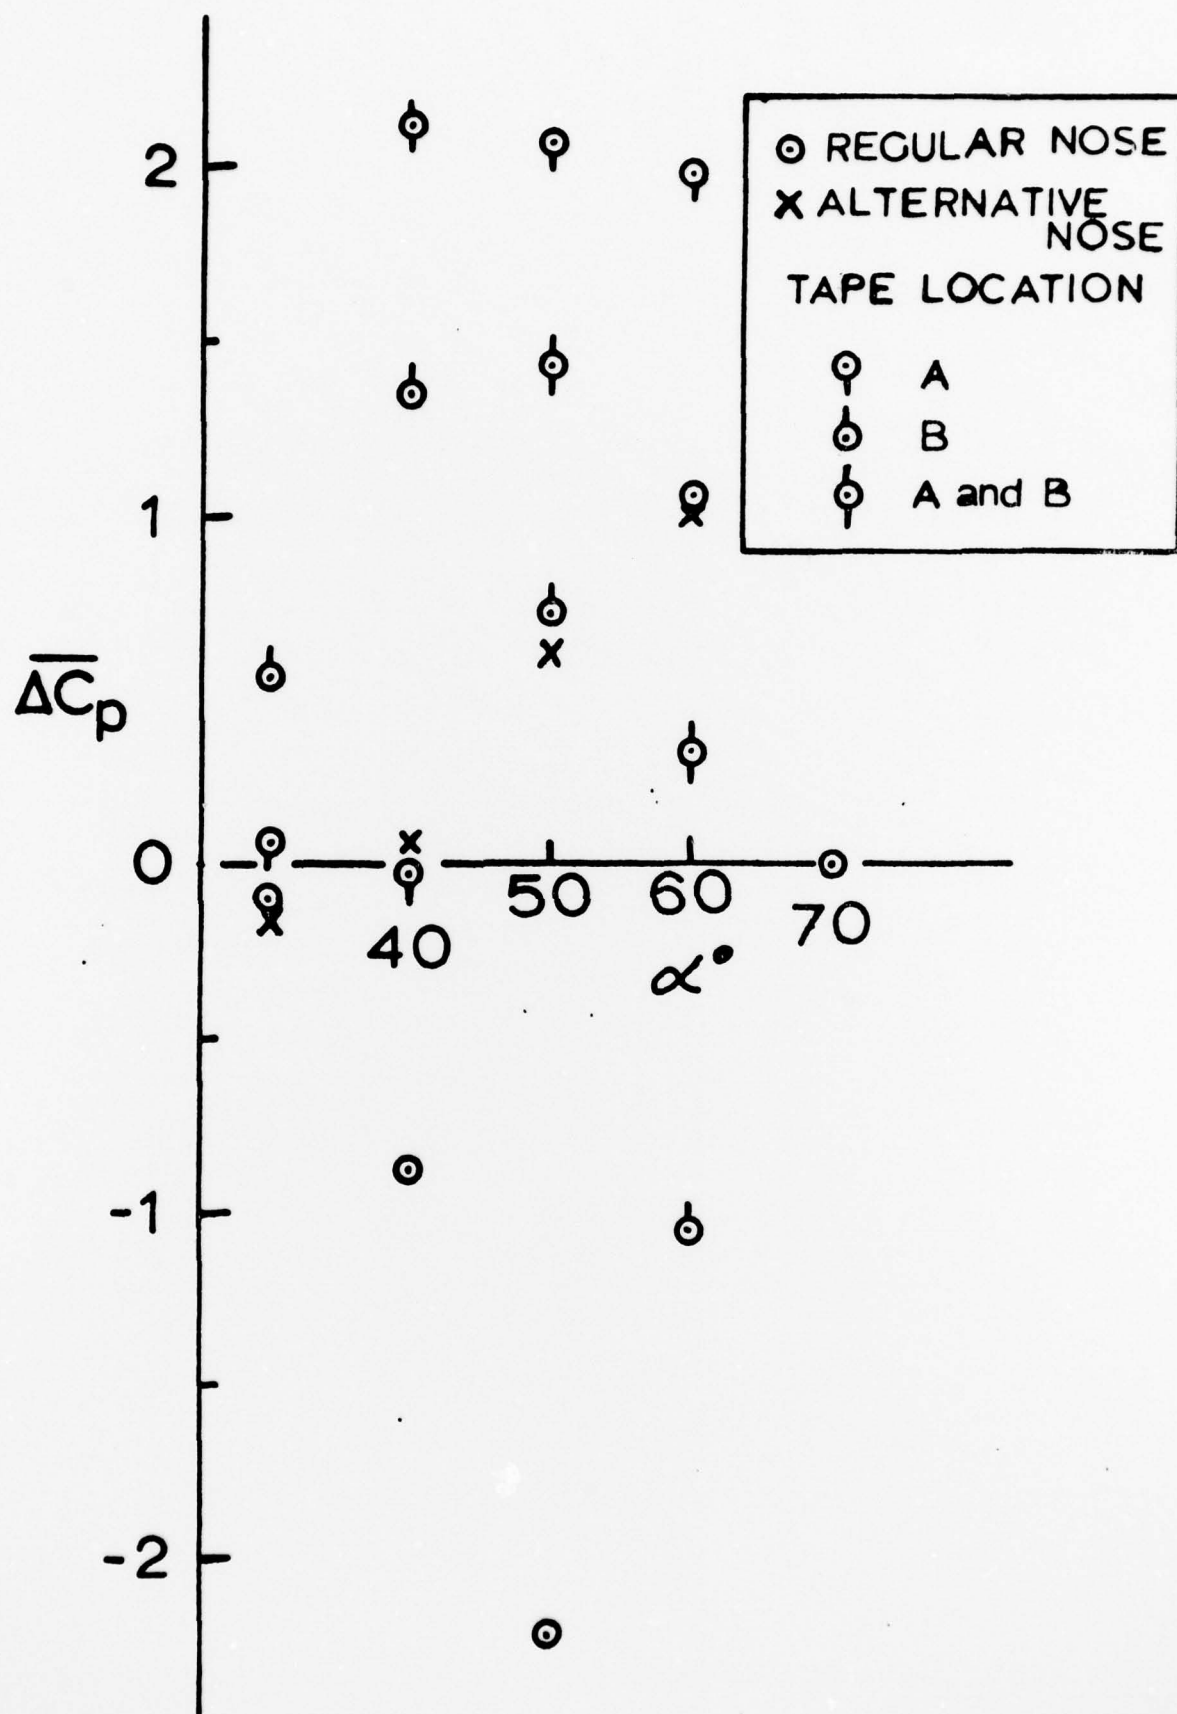 2
1
0
-1
-2
ΔCp
40
50
60
70
α°
⊙ REGULAR NOSE
X ALTERNATIVE
NOSE
TAPE LOCATION
A
B
A and B